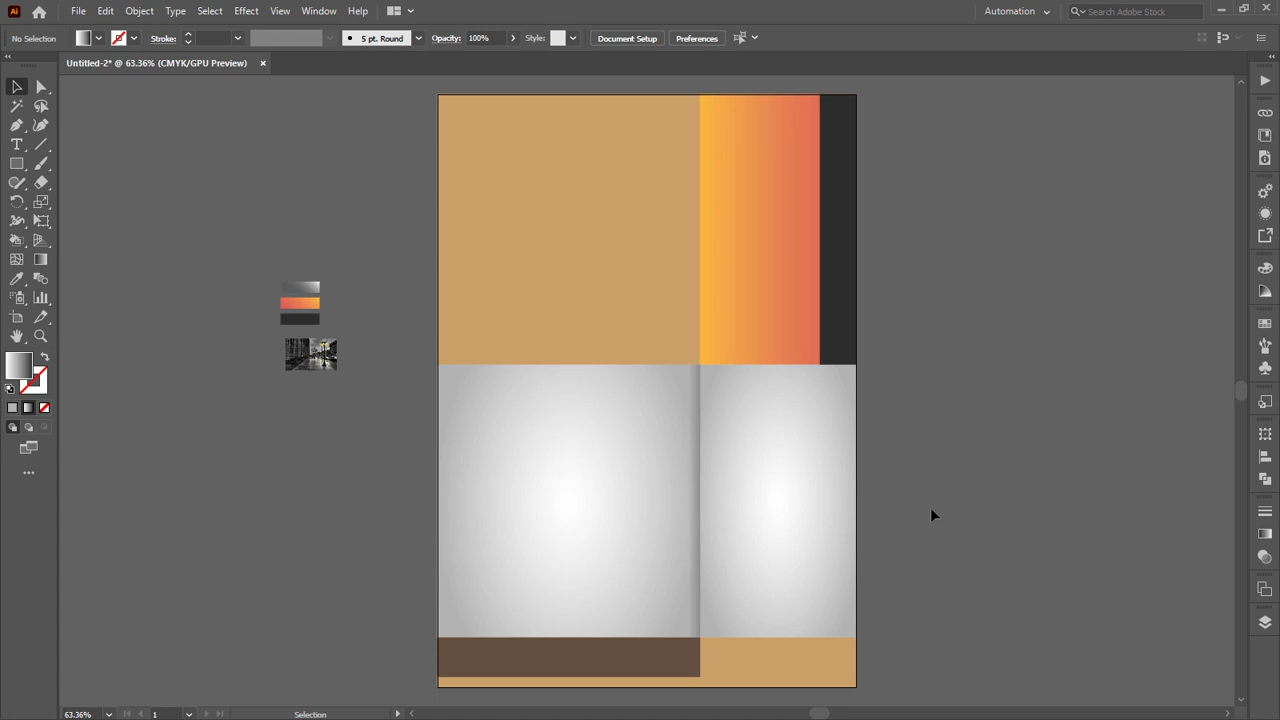 Ai File Edit Object Type Select Effect View Window Help Automation Search Adobe Stock
No Selection Stroke: 5 pt. Round Opacity: 100% Style: Document Setup Preferences
Untitled-2* @ 63.36% (CMYK/GPU Preview)
63.36% 1 Selection